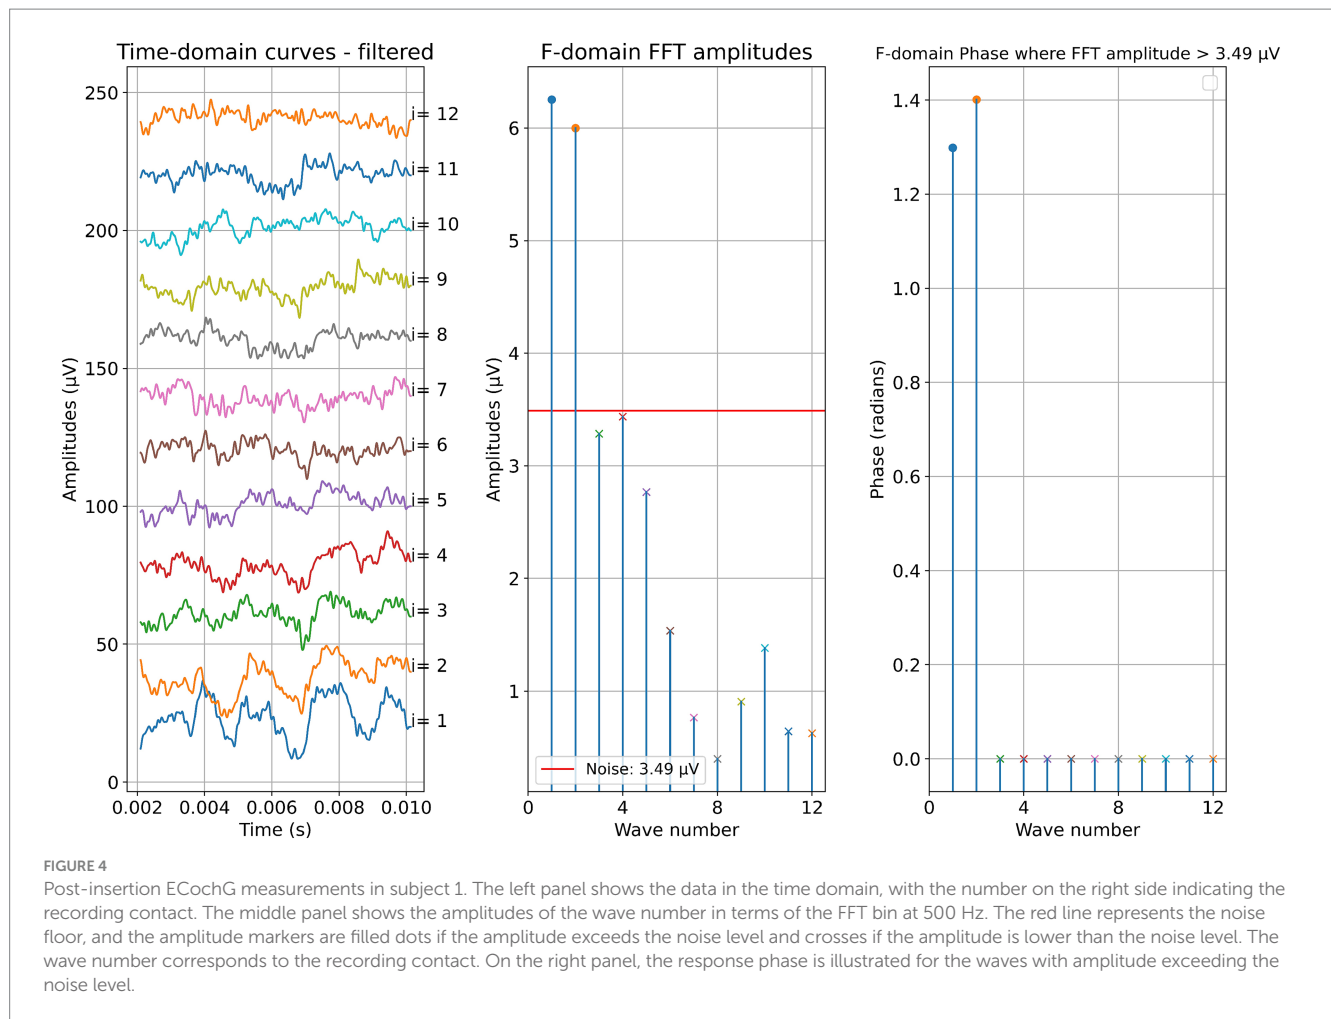 Time-domain curves - filtered
250
200
150
100
50
0
Amplitudes (μV)
i= 12
i= 11
i= 10
i= 9
i= 8
i= 7
i= 6
i= 5
i= 4
i= 3
i= 2
i= 1
0.002 0.004 0.006 0.008 0.010
Time (s)
F-domain FFT amplitudes
6
5
4
3
2
1
Amplitudes (μV)
Noise: 3.49 μV
0 4 8 12
Wave number
F-domain Phase where FFT amplitude > 3.49 μV
1.4
1.2
1.0
0.8
0.6
0.4
0.2
0.0
Phase (radians)
0 4 8 12
Wave number
FIGURE 4
Post-insertion ECochG measurements in subject 1. The left panel shows the data in the time domain, with the number on the right side indicating the
recording contact. The middle panel shows the amplitudes of the wave number in terms of the FFT bin at 500 Hz. The red line represents the noise
floor, and the amplitude markers are filled dots if the amplitude exceeds the noise level and crosses if the amplitude is lower than the noise level. The
wave number corresponds to the recording contact. On the right panel, the response phase is illustrated for the waves with amplitude exceeding the
noise level.